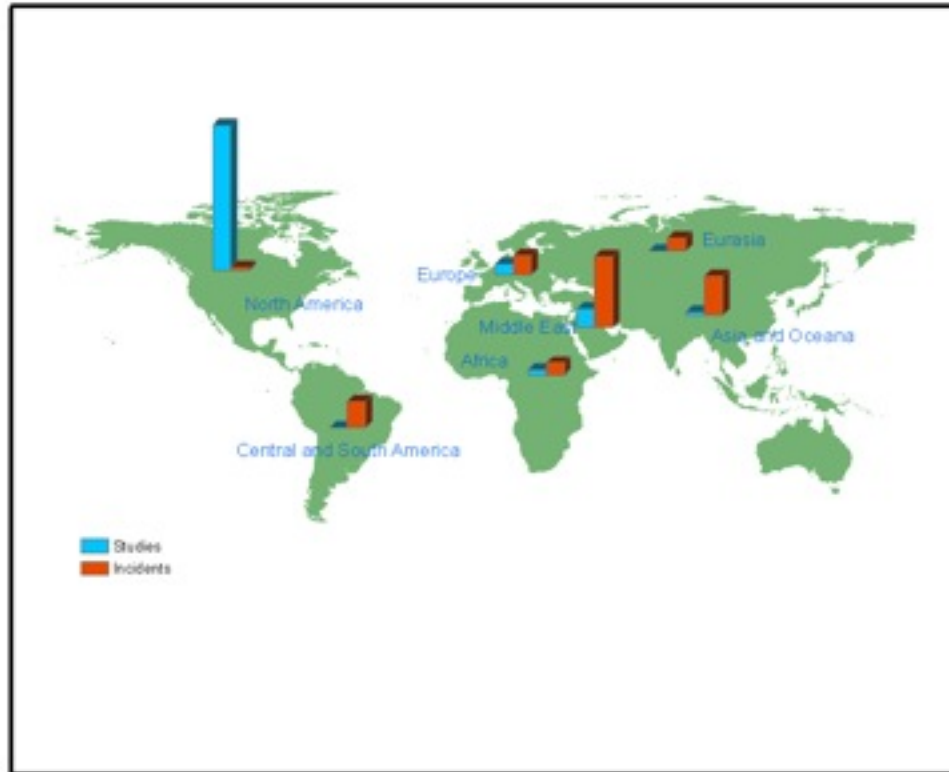 Eurasia
Europe
North America
Middle East
Asia and Oceana
Africa
Central and South America
Studies
Incidents